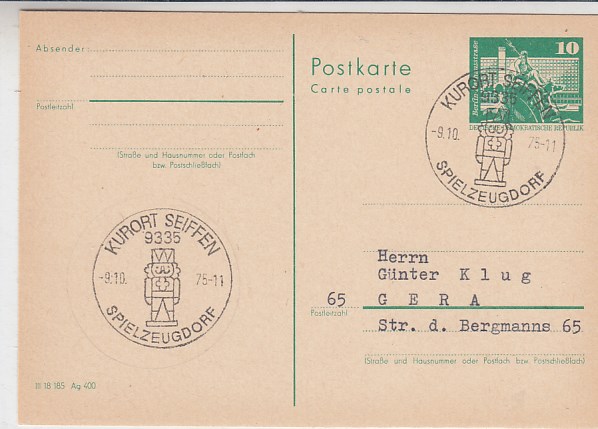 Absender:
Postleitzahl
(Straße und Hausnummer oder Postfach
bzw. Postschließfach)
KURORT SEIFFEN
9335
-9.10. 75-11
SPIELZEUGDORF
III 18 185 Ag 400
Postkarte
Carte postale
10
DEUTSCHE DEMOKRATISCHE REPUBLIK
KURORT SEIFFEN
9335
-9.10. 75-11
SPIELZEUGDORF
Herrn
Günter Klug
65 GERA
Postleitzahl
Str. d. Bergmanns 65
(Straße und Hausnummer oder Postfach bzw. Postschließfach)